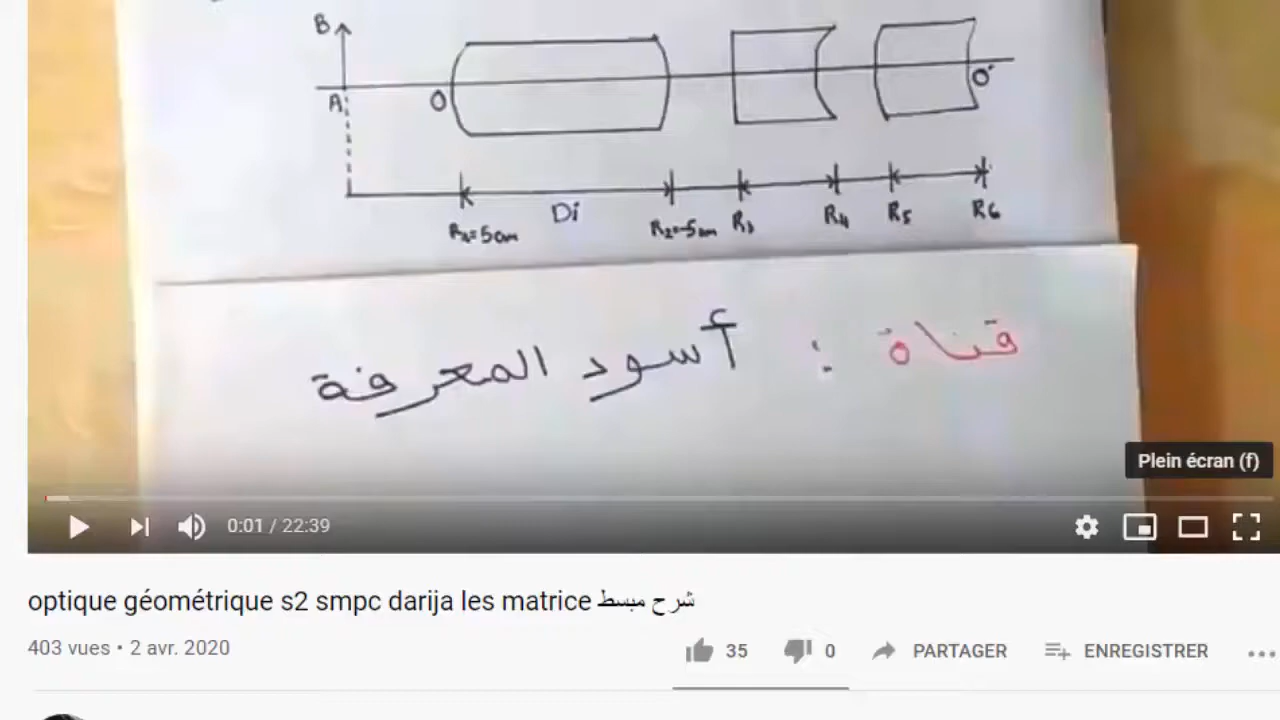 B
A
O
O'
Di
R1=5cm
R2=-5cm
R3
R4
R5
R6
قناة : أسود المعرفة
Plein écran (f)
0:01 / 22:39
optique géométrique s2 smpc darija les matrice شرح مبسط
403 vues • 2 avr. 2020
35
0
PARTAGER
ENREGISTRER